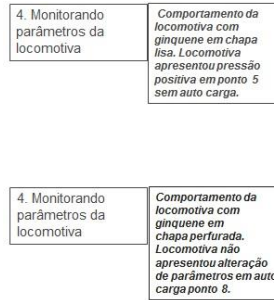 4. Monitorando
parâmetros da
locomotiva
Comportamento da
locomotiva com
ginquene em chapa
lisa. Locomotiva
apresentou pressão
positiva em ponto 5
sem auto carga.
4. Monitorando
parâmetros da
locomotiva
Comportamento da
locomotiva com
ginquene em
chapa perfurada.
Locomotiva não
apresentou alteração
de parâmetros em auto
carga ponto 8.